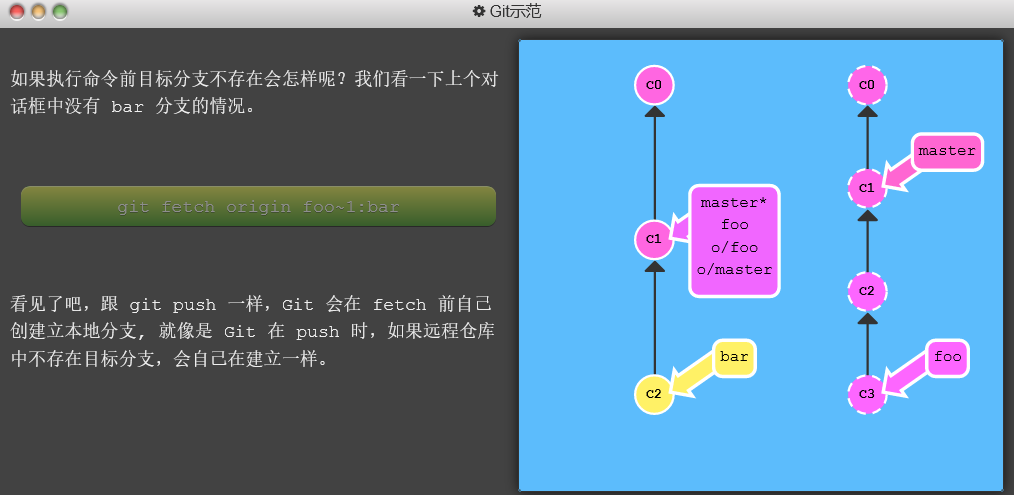 Git示范
如果执行命令前目标分支不存在会怎样呢？我们看一下上个对
话框中没有 bar 分支的情况。
git fetch origin foo~1:bar
看见了吧，跟 git push 一样，Git 会在 fetch 前自己
创建立本地分支, 就像是 Git 在 push 时，如果远程仓库
中不存在目标分支，会自己在建立一样。
C0
C1
master*
foo
o/foo
o/master
C2
bar
C0
master
C1
C2
C3
foo